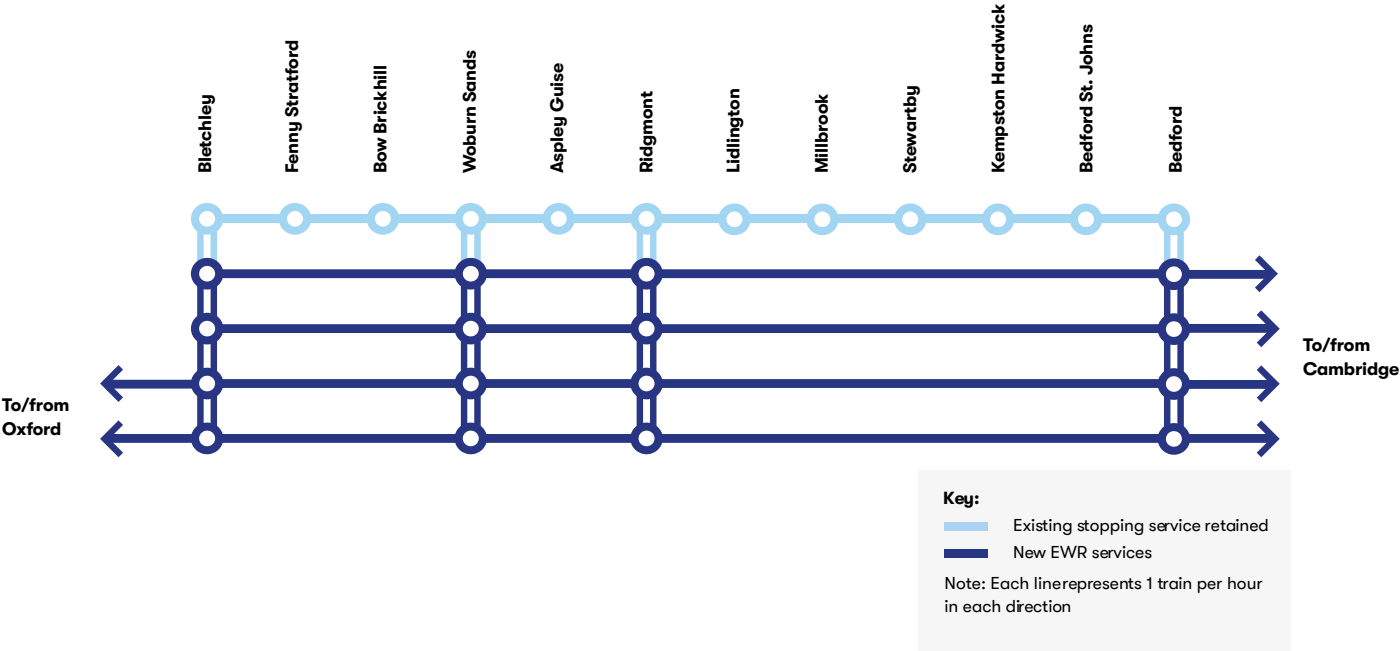 Bletchley
Fenny Stratford
Bow Brickhill
Woburn Sands
Aspley Guise
Ridgmont
Lidlington
Millbrook
Stewartby
Kempston Hardwick
Bedford St. Johns
Bedford
To/from
Cambridge
To/from
Oxford
Key:
Existing stopping service retained
New EWR services
Note: Each line represents 1 train per hour
in each direction